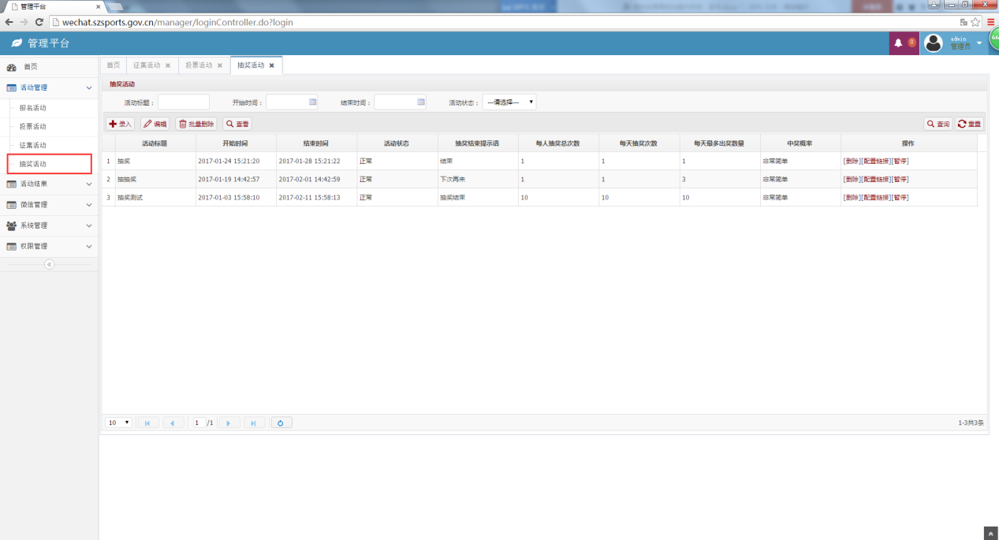 管理平台
wechat.szsports.gov.cn/manager/loginController.do?login
管理平台
0
admin
管理员
66
首页
活动管理
报名活动
投票活动
征集活动
抽奖活动
活动结果
微信管理
系统管理
权限管理
首页 征集活动 投票活动 抽奖活动
抽奖活动
活动标题： 开始时间： 结束时间： 活动状态： ---请选择---
录入 编辑 批量删除 查看 查询 重置
活动标题 开始时间 结束时间 活动状态 抽奖结束提示语 每人抽奖总次数 每天抽奖次数 每天最多出奖数量 中奖概率 操作
1 抽奖 2017-01-24 15:21:20 2017-01-28 15:21:22 正常 结束 1 1 1 非常简单 [删除][配置链接][暂停]
2 抽抽奖 2017-01-19 14:42:57 2017-02-01 14:42:59 正常 下次再来 1 1 3 非常简单 [删除][配置链接][暂停]
3 抽奖测试 2017-01-03 15:58:10 2017-02-11 15:58:13 正常 抽奖结束 10 10 10 非常简单 [删除][配置链接][暂停]
10 1 /1 1-3共3条